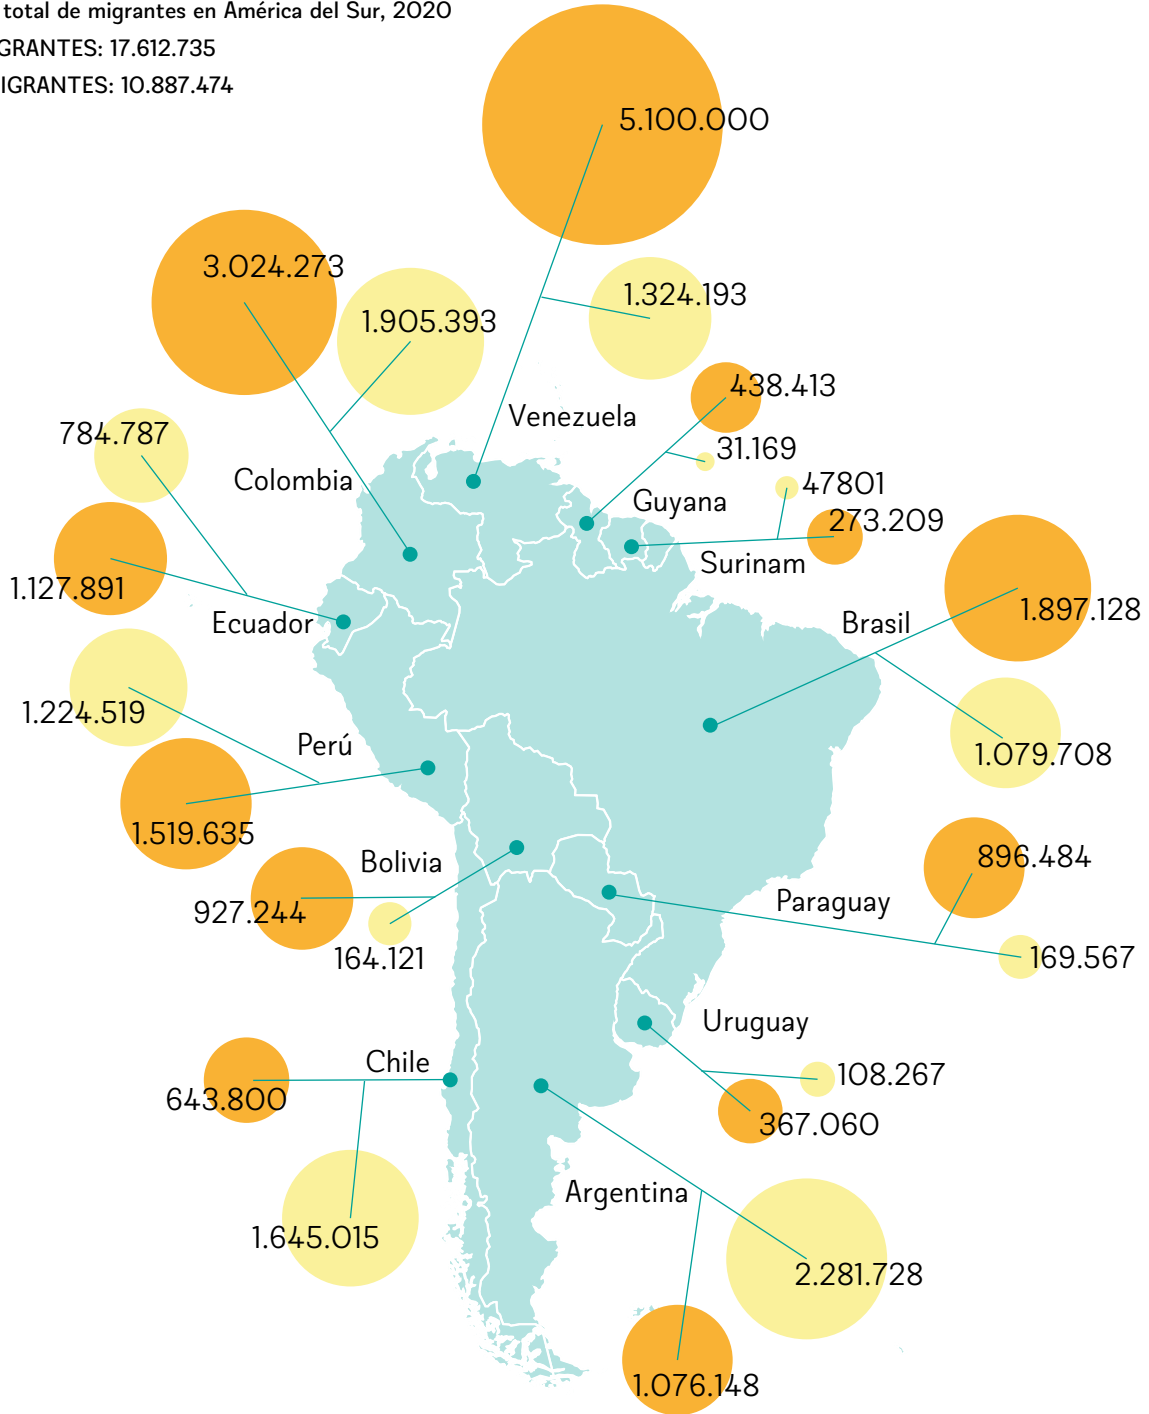 total de migrantes en América del Sur, 2020
GRANTES: 17.612.735
IGRANTES: 10.887.474
5.100.000
3.024.273
1.324.193
1.905.393
438.413
Venezuela
784.787
31.169
Colombia
47801
Guyana
273.209
Surinam
1.127.891
1.897.128
Ecuador
Brasil
1.224.519
Perú
1.079.708
1.519.635
896.484
Bolivia
Paraguay
927.244
164.121
169.567
Uruguay
Chile
108.267
643.800
367.060
Argentina
1.645.015
2.281.728
1.076.148